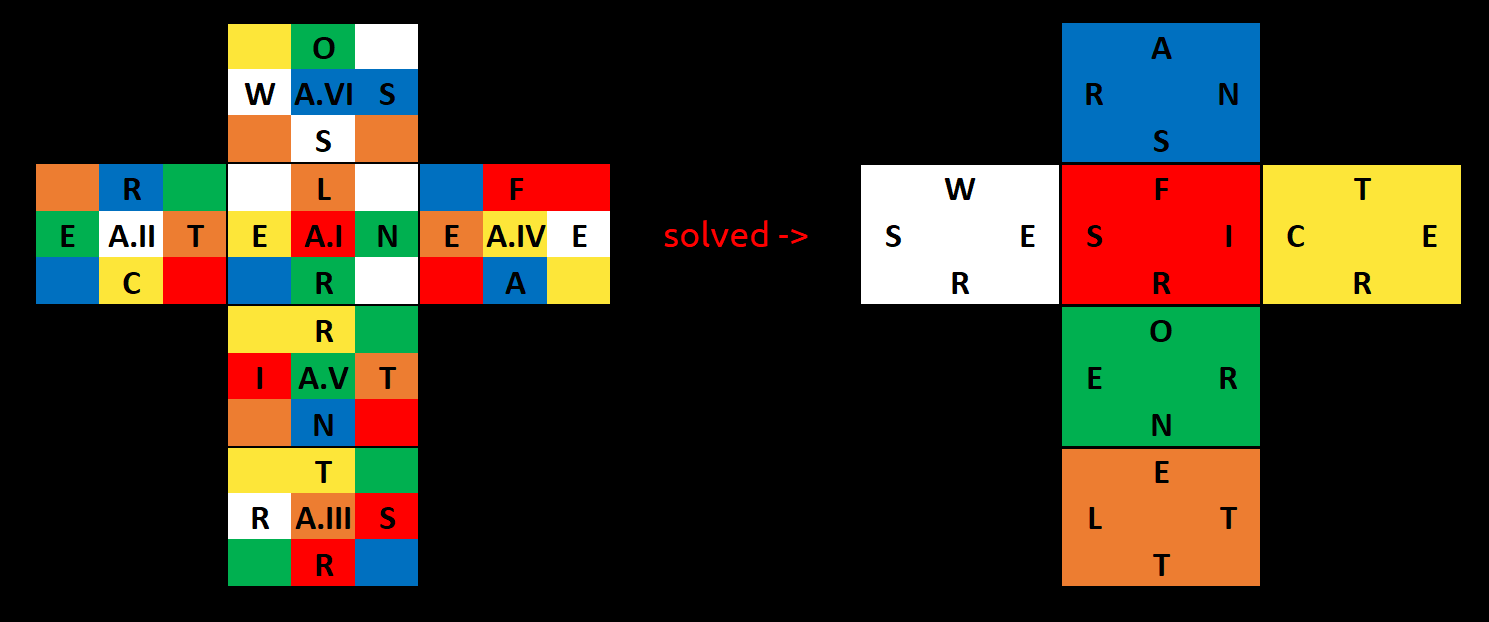 O
W A.VI S
S
R
E A.II T
C
L
E A.I N
R
F
E A.IV E
A
R
I A.V T
N
T
R A.III S
R
solved ->
A
R N
S
W
S E
R
F
S I
R
T
C E
R
O
E R
N
E
L T
T